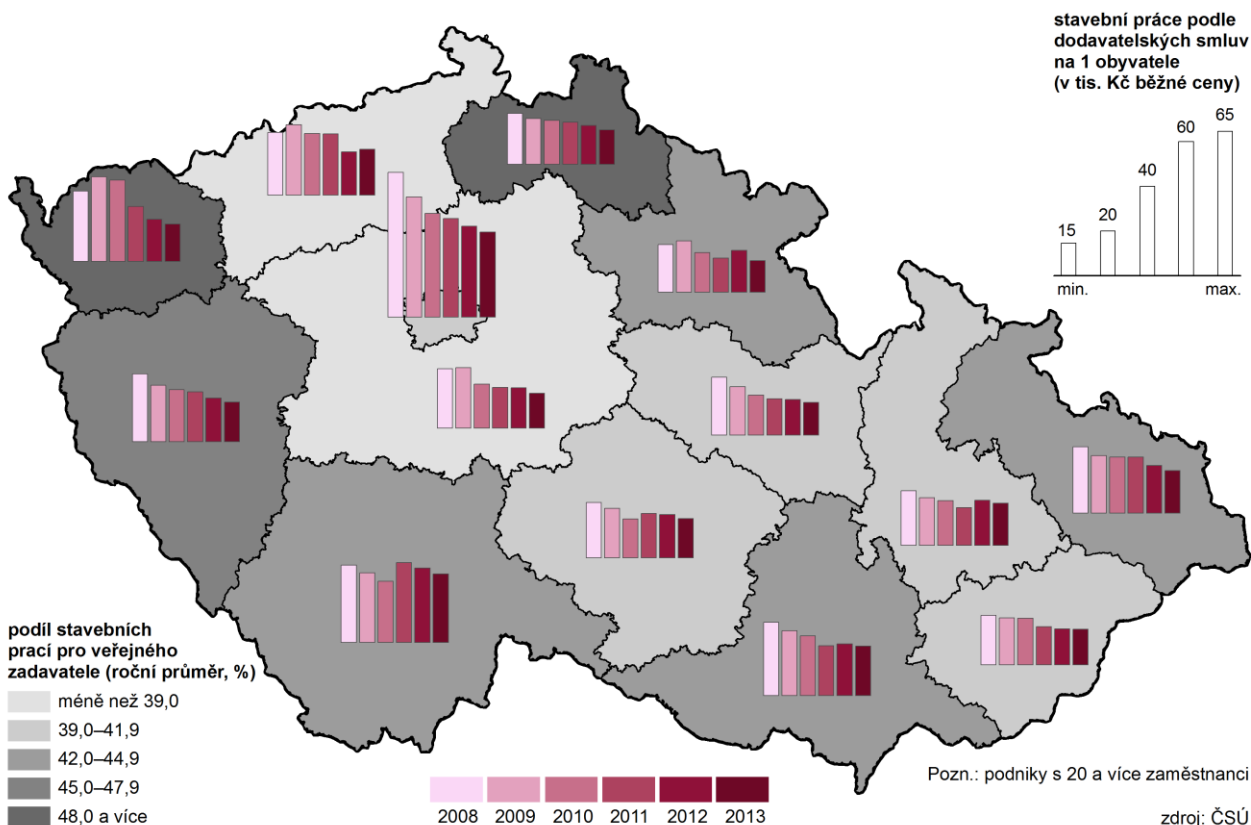 stavební práce podle
dodavatelských smluv
na 1 obyvatele
(v tis. Kč běžné ceny)
15 20 40 60 65
min. max.
podíl stavebních
prací pro veřejného
zadavatele (roční průměr, %)
méně než 39,0
39,0–41,9
42,0–44,9
45,0–47,9
48,0 a více
2008 2009 2010 2011 2012 2013
Pozn.: podniky s 20 a více zaměstnanci
zdroj: ČSÚ